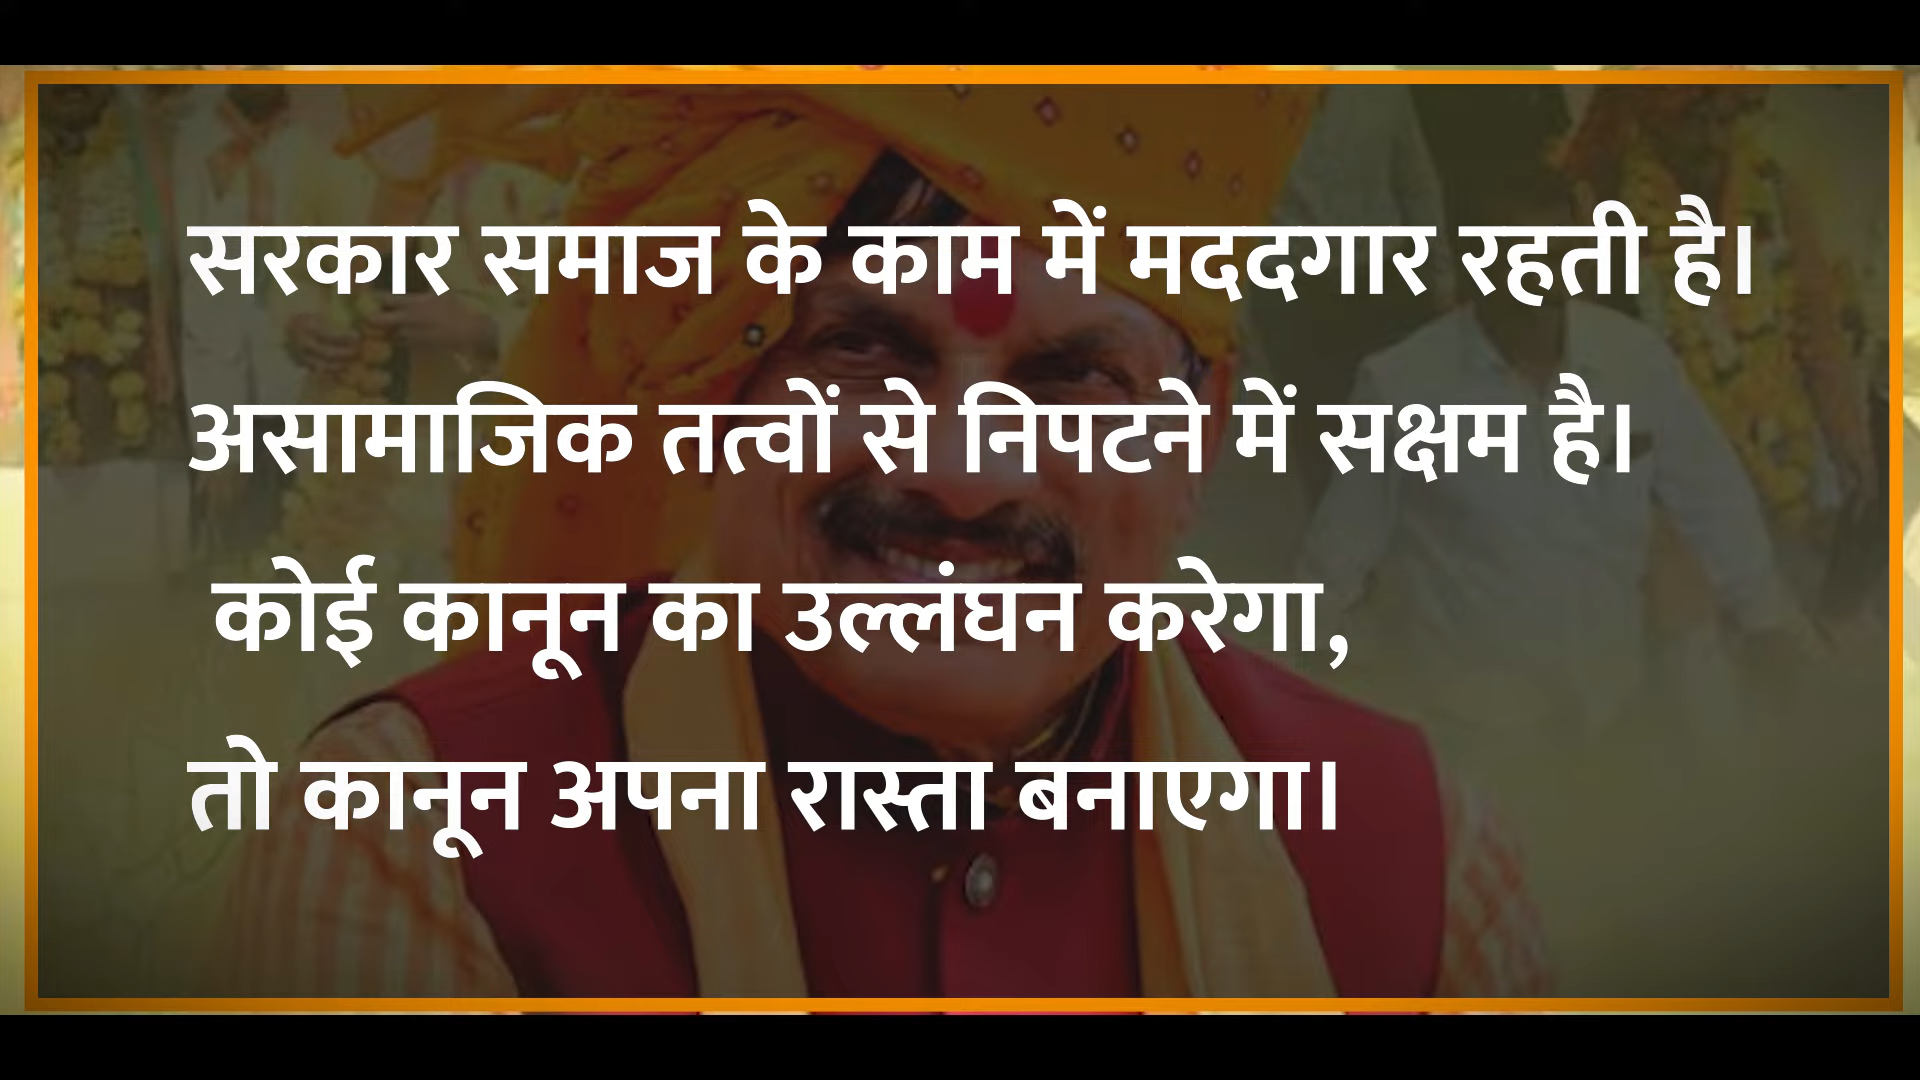 सरकार समाज के काम में मददगार रहती है।
असामाजिक तत्वों से निपटने में सक्षम है।
कोई कानून का उल्लंघन करेगा,
तो कानून अपना रास्ता बनाएगा।